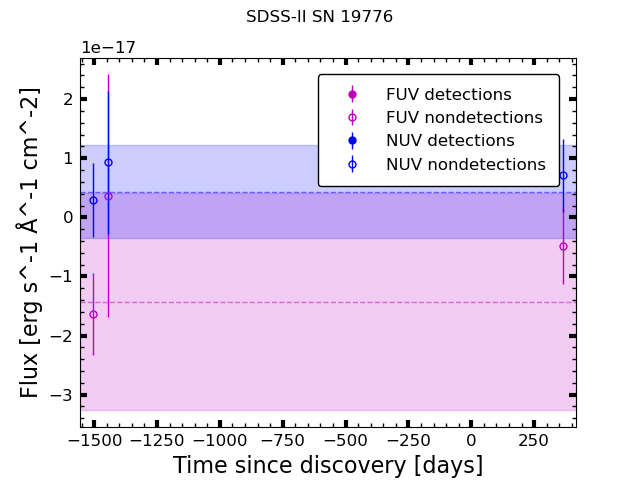 SDSS-II SN 19776
1e−17
FUV detections
FUV nondetections
NUV detections
NUV nondetections
2
1
0
−1
−2
−3
Flux [erg s^-1 Å^-1 cm^-2]
−1500 −1250 −1000 −750 −500 −250 0 250
Time since discovery [days]